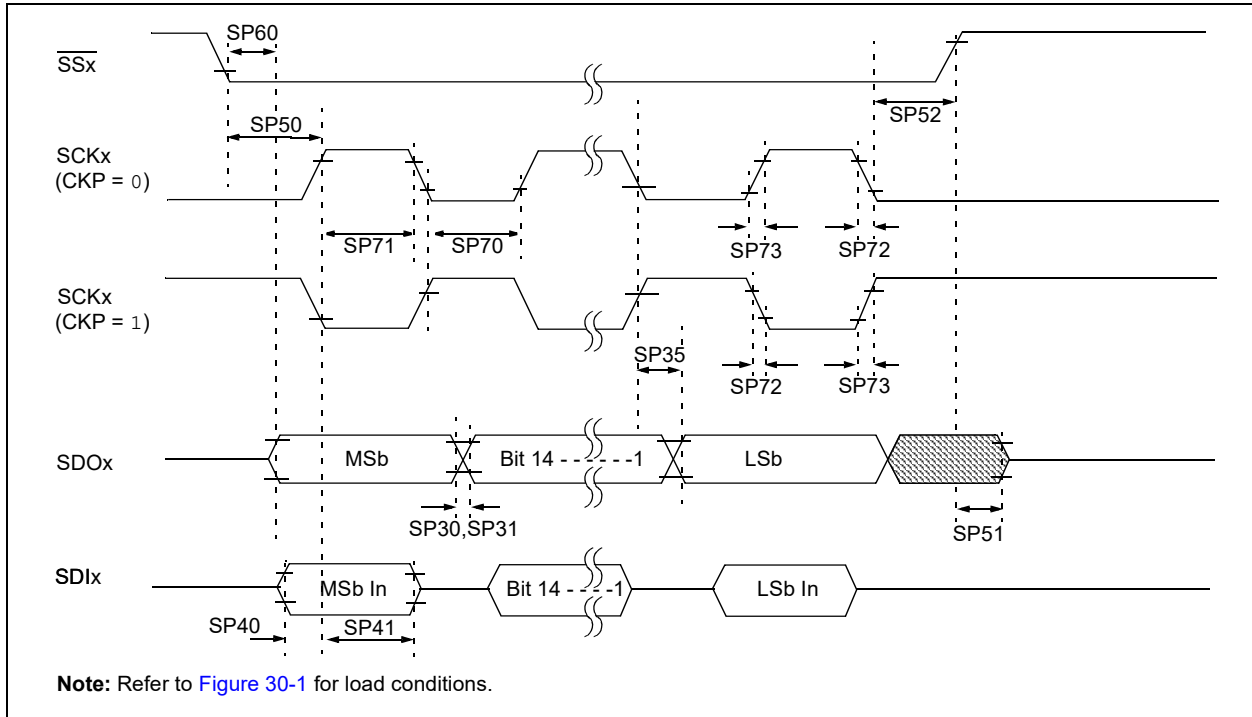 SP60
SSx
SP52
SP50
SCKx
(CKP = 0)
SP71
SP70
SP73
SP72
SCKx
(CKP = 1)
SP35
SP72
SP73
SDOx
MSb
Bit 14 - - - - - -1
LSb
SP30,SP31
SP51
SDIx
MSb In
Bit 14 - - - -1
LSb In
SP40
SP41
Note: Refer to Figure 30-1 for load conditions.